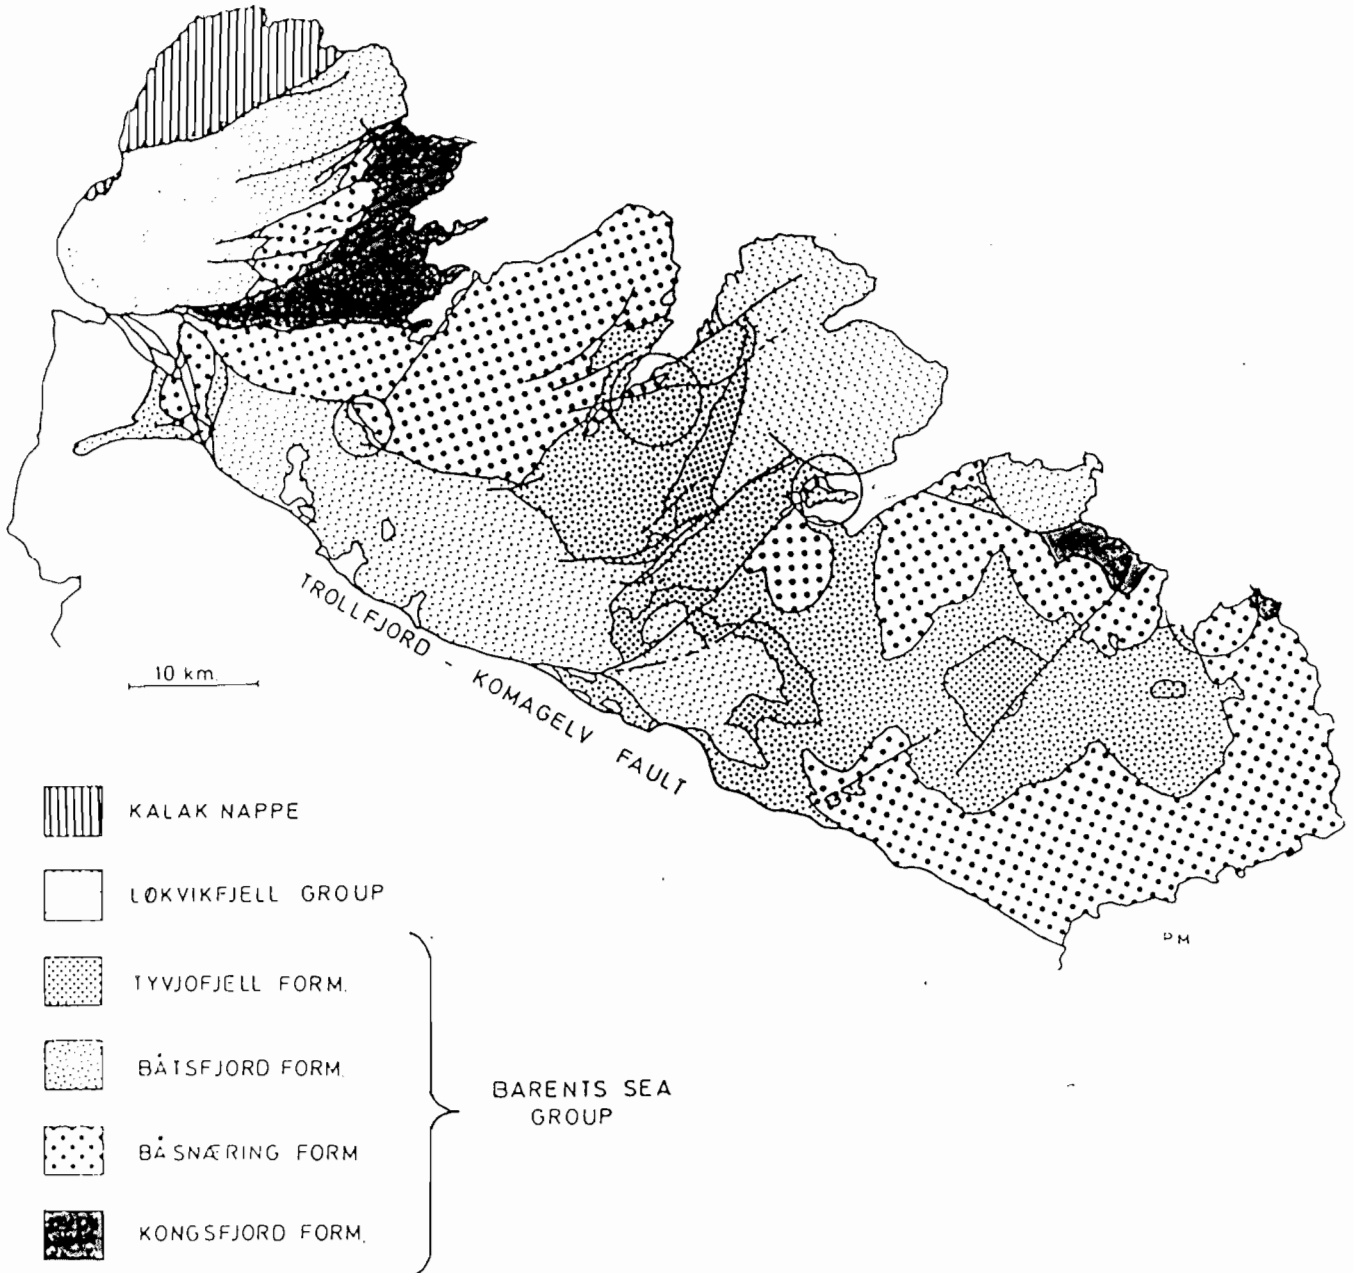 TROLLFJORD - KOMAGELV FAULT
10 km.
KALAK NAPPE
LØKVIKFJELL GROUP
TYVJOFJELL FORM.
BÅTSFJORD FORM.
BÅSNÆRING FORM
KONGSFJORD FORM.
BARENTS SEA
GROUP